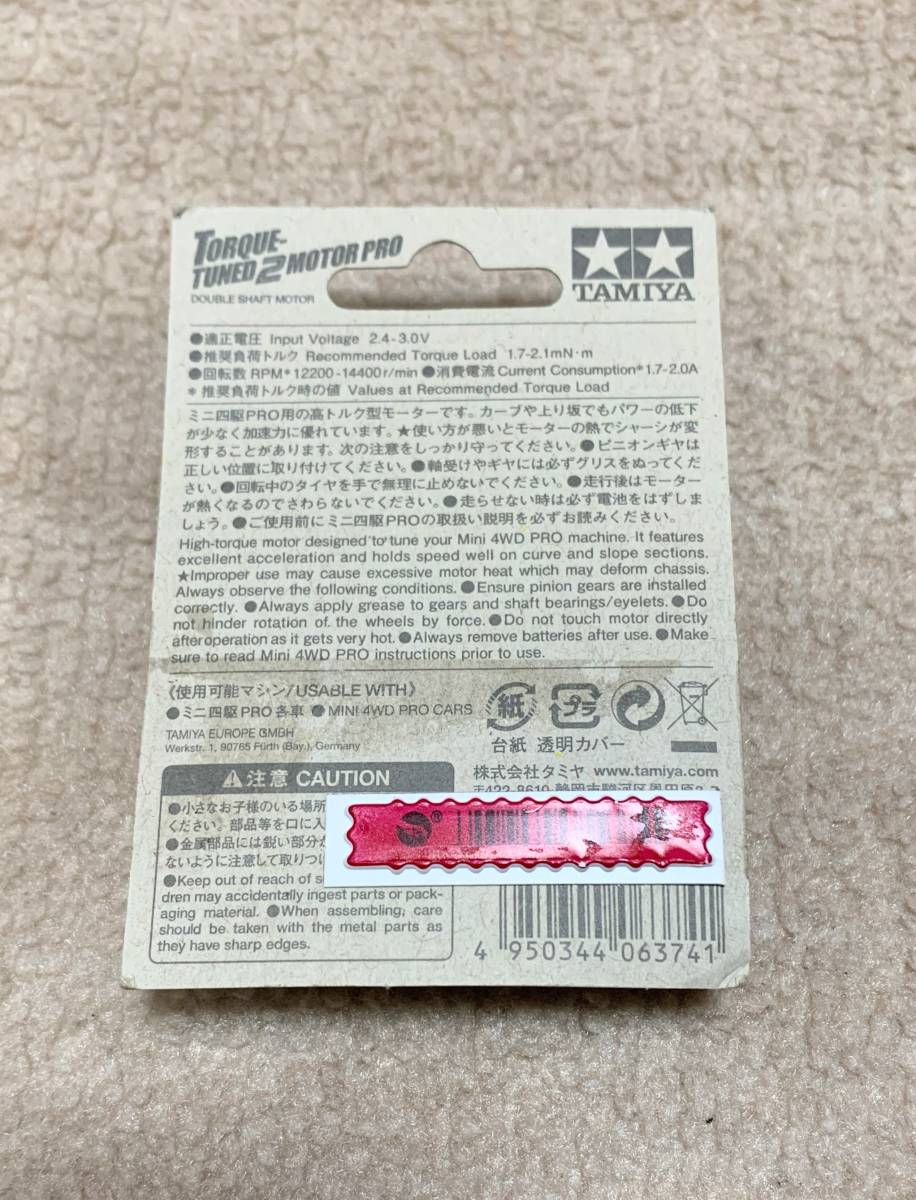 TORQUE-
TUNED 2 MOTOR PRO
DOUBLE SHAFT MOTOR
TAMIYA
●適正電圧 Input Voltage 2.4-3.0V
●推奨負荷トルク Recommended Torque Load 1.7-2.1mN·m
●回転数 RPM*12200-14400r/min ●消費電流 Current Consumption*1.7-2.0A
* 推奨負荷トルク時の値 Values at Recommended Torque Load
ミニ四駆PRO用の高トルク型モーターです。カーブや上り坂でもパワーの低下
が少なく加速力に優れています。★使い方が悪いとモーターの熱でシャーシが変
形することがあります。次の注意をしっかり守ってください。●ピニオンギヤは
正しい位置に取り付けてください。●軸受けやギヤには必ずグリスをぬってくだ
さい。●回転中のタイヤを手で無理に止めないでください。●走行後はモーター
が熱くなるのでさわらないでください。●走らせない時は必ず電池をはずしま
しょう。●ご使用前にミニ四駆PROの取扱い説明を必ずお読みください。
High-torque motor designed to tune your Mini 4WD PRO machine. It features
excellent acceleration and holds speed well on curve and slope sections.
★Improper use may cause excessive motor heat which may deform chassis.
Always observe the following conditions. ●Ensure pinion gears are installed
correctly. ●Always apply grease to gears and shaft bearings/eyelets. ●Do
not hinder rotation of the wheels by force. ●Do not touch motor directly
after operation as it gets very hot. ●Always remove batteries after use. ●Make
sure to read Mini 4WD PRO instructions prior to use.
《使用可能マシン/USABLE WITH》
●ミニ四駆PRO各車 ●MINI 4WD PRO CARS
TAMIYA EUROPE GMBH
Werkstr. 1, 90765 Fürth (Bay.), Germany
紙 プラ
台紙 透明カバー
株式会社タミヤ www.tamiya.com
〒422-8610 静岡市駿河区恩田原3-7
注意 CAUTION
●小さなお子様のいる場所
ください。部品等を口に入
●金属部品には鋭い部分が
ないように注意して取りつけ
●Keep out of reach of s
dren may accidentally ingest parts or pack-
aging material. ●When assembling, care
should be taken with the metal parts as
they have sharp edges.
4 950344 063741